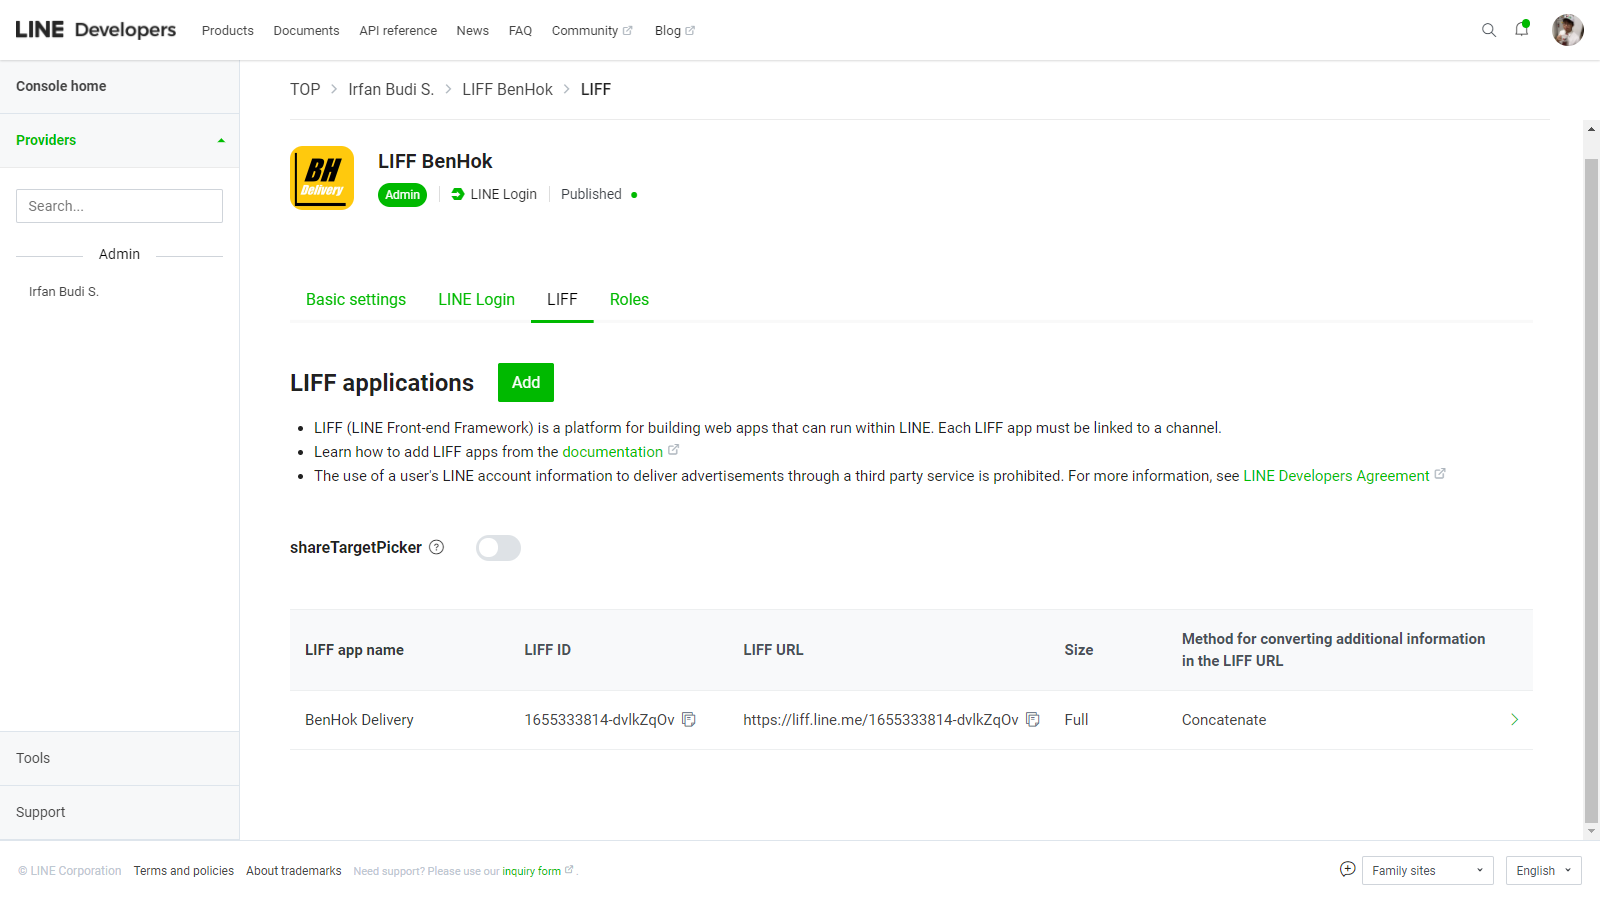 LINE Developers Products Documents API reference News FAQ Community Blog
Console home
Providers
Search...
Admin
Irfan Budi S.
Tools
Support
TOP Irfan Budi S. LIFF BenHok LIFF
BH
Delivery
LIFF BenHok
Admin LINE Login Published
Basic settings LINE Login LIFF Roles
LIFF applications Add
LIFF (LINE Front-end Framework) is a platform for building web apps that can run within LINE. Each LIFF app must be linked to a channel.
Learn how to add LIFF apps from the documentation
The use of a user's LINE account information to deliver advertisements through a third party service is prohibited. For more information, see LINE Developers Agreement
shareTargetPicker ?
LIFF app name LIFF ID LIFF URL Size Method for converting additional information
in the LIFF URL
BenHok Delivery 1655333814-dvlkZqOv https://liff.line.me/1655333814-dvlkZqOv Full Concatenate
© LINE Corporation Terms and policies About trademarks Need support? Please use our inquiry form . Family sites English